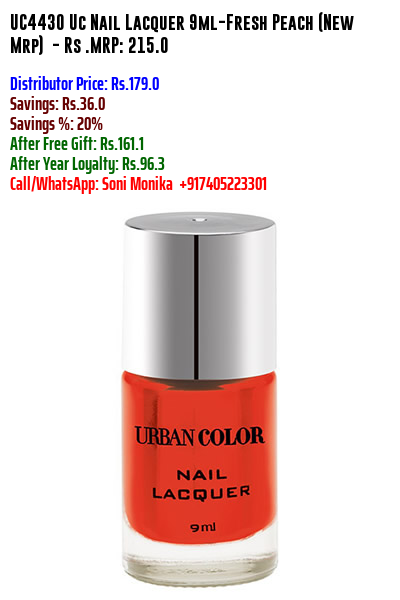 UC4430 Uc Nail Lacquer 9ml-Fresh Peach (New
Mrp) - Rs .MRP: 215.0
Distributor Price: Rs.179.0
Savings: Rs.36.0
Savings %: 20%
After Free Gift: Rs.161.1
After Year Loyalty: Rs.96.3
Call/WhatsApp: Soni Monika +917405223301
URBAN COLOR
NAIL
LACQUER
9 ml